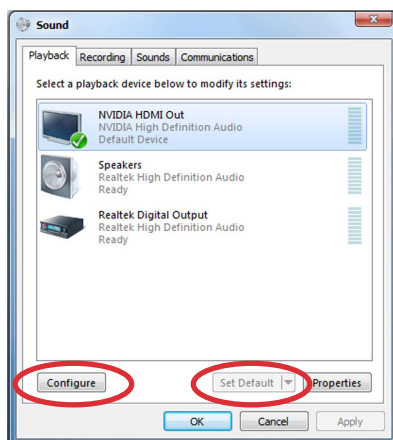 Sound
Playback Recording Sounds Communications
Select a playback device below to modify its settings:
NVIDIA HDMI Out
NVIDIA High Definition Audio
Default Device
Speakers
Realtek High Definition Audio
Ready
Realtek Digital Output
Realtek High Definition Audio
Ready
Configure Set Default Properties
OK Cancel Apply